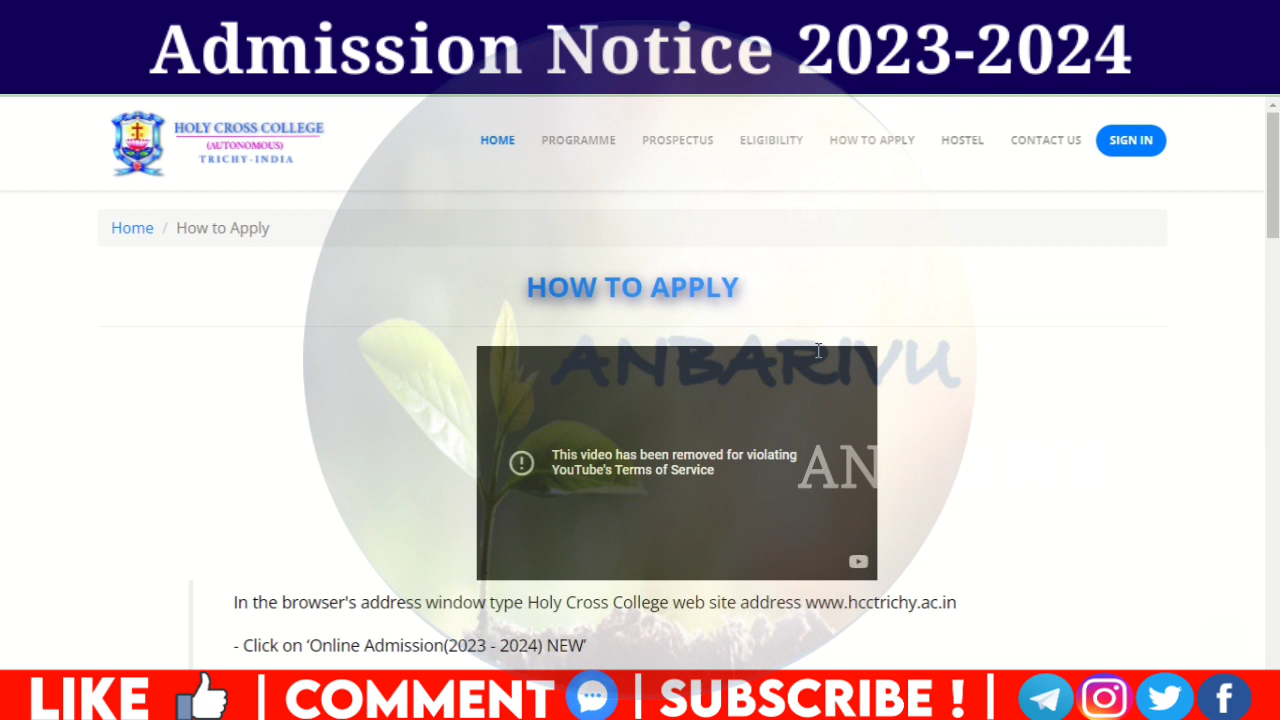 Admission Notice 2023-2024
HOLY CROSS COLLEGE
(AUTONOMOUS)
TRICHY-INDIA
HOME PROGRAMME PROSPECTUS ELIGIBILITY HOW TO APPLY HOSTEL CONTACT US SIGN IN
Home / How to Apply
HOW TO APPLY
ANBARIVU
This video has been removed for violating
YouTube's Terms of Service
AN
In the browser's address window type Holy Cross College web site address www.hcctrichy.ac.in
- Click on ‘Online Admission(2023 - 2024) NEW’
LIKE | COMMENT | SUBSCRIBE ! |